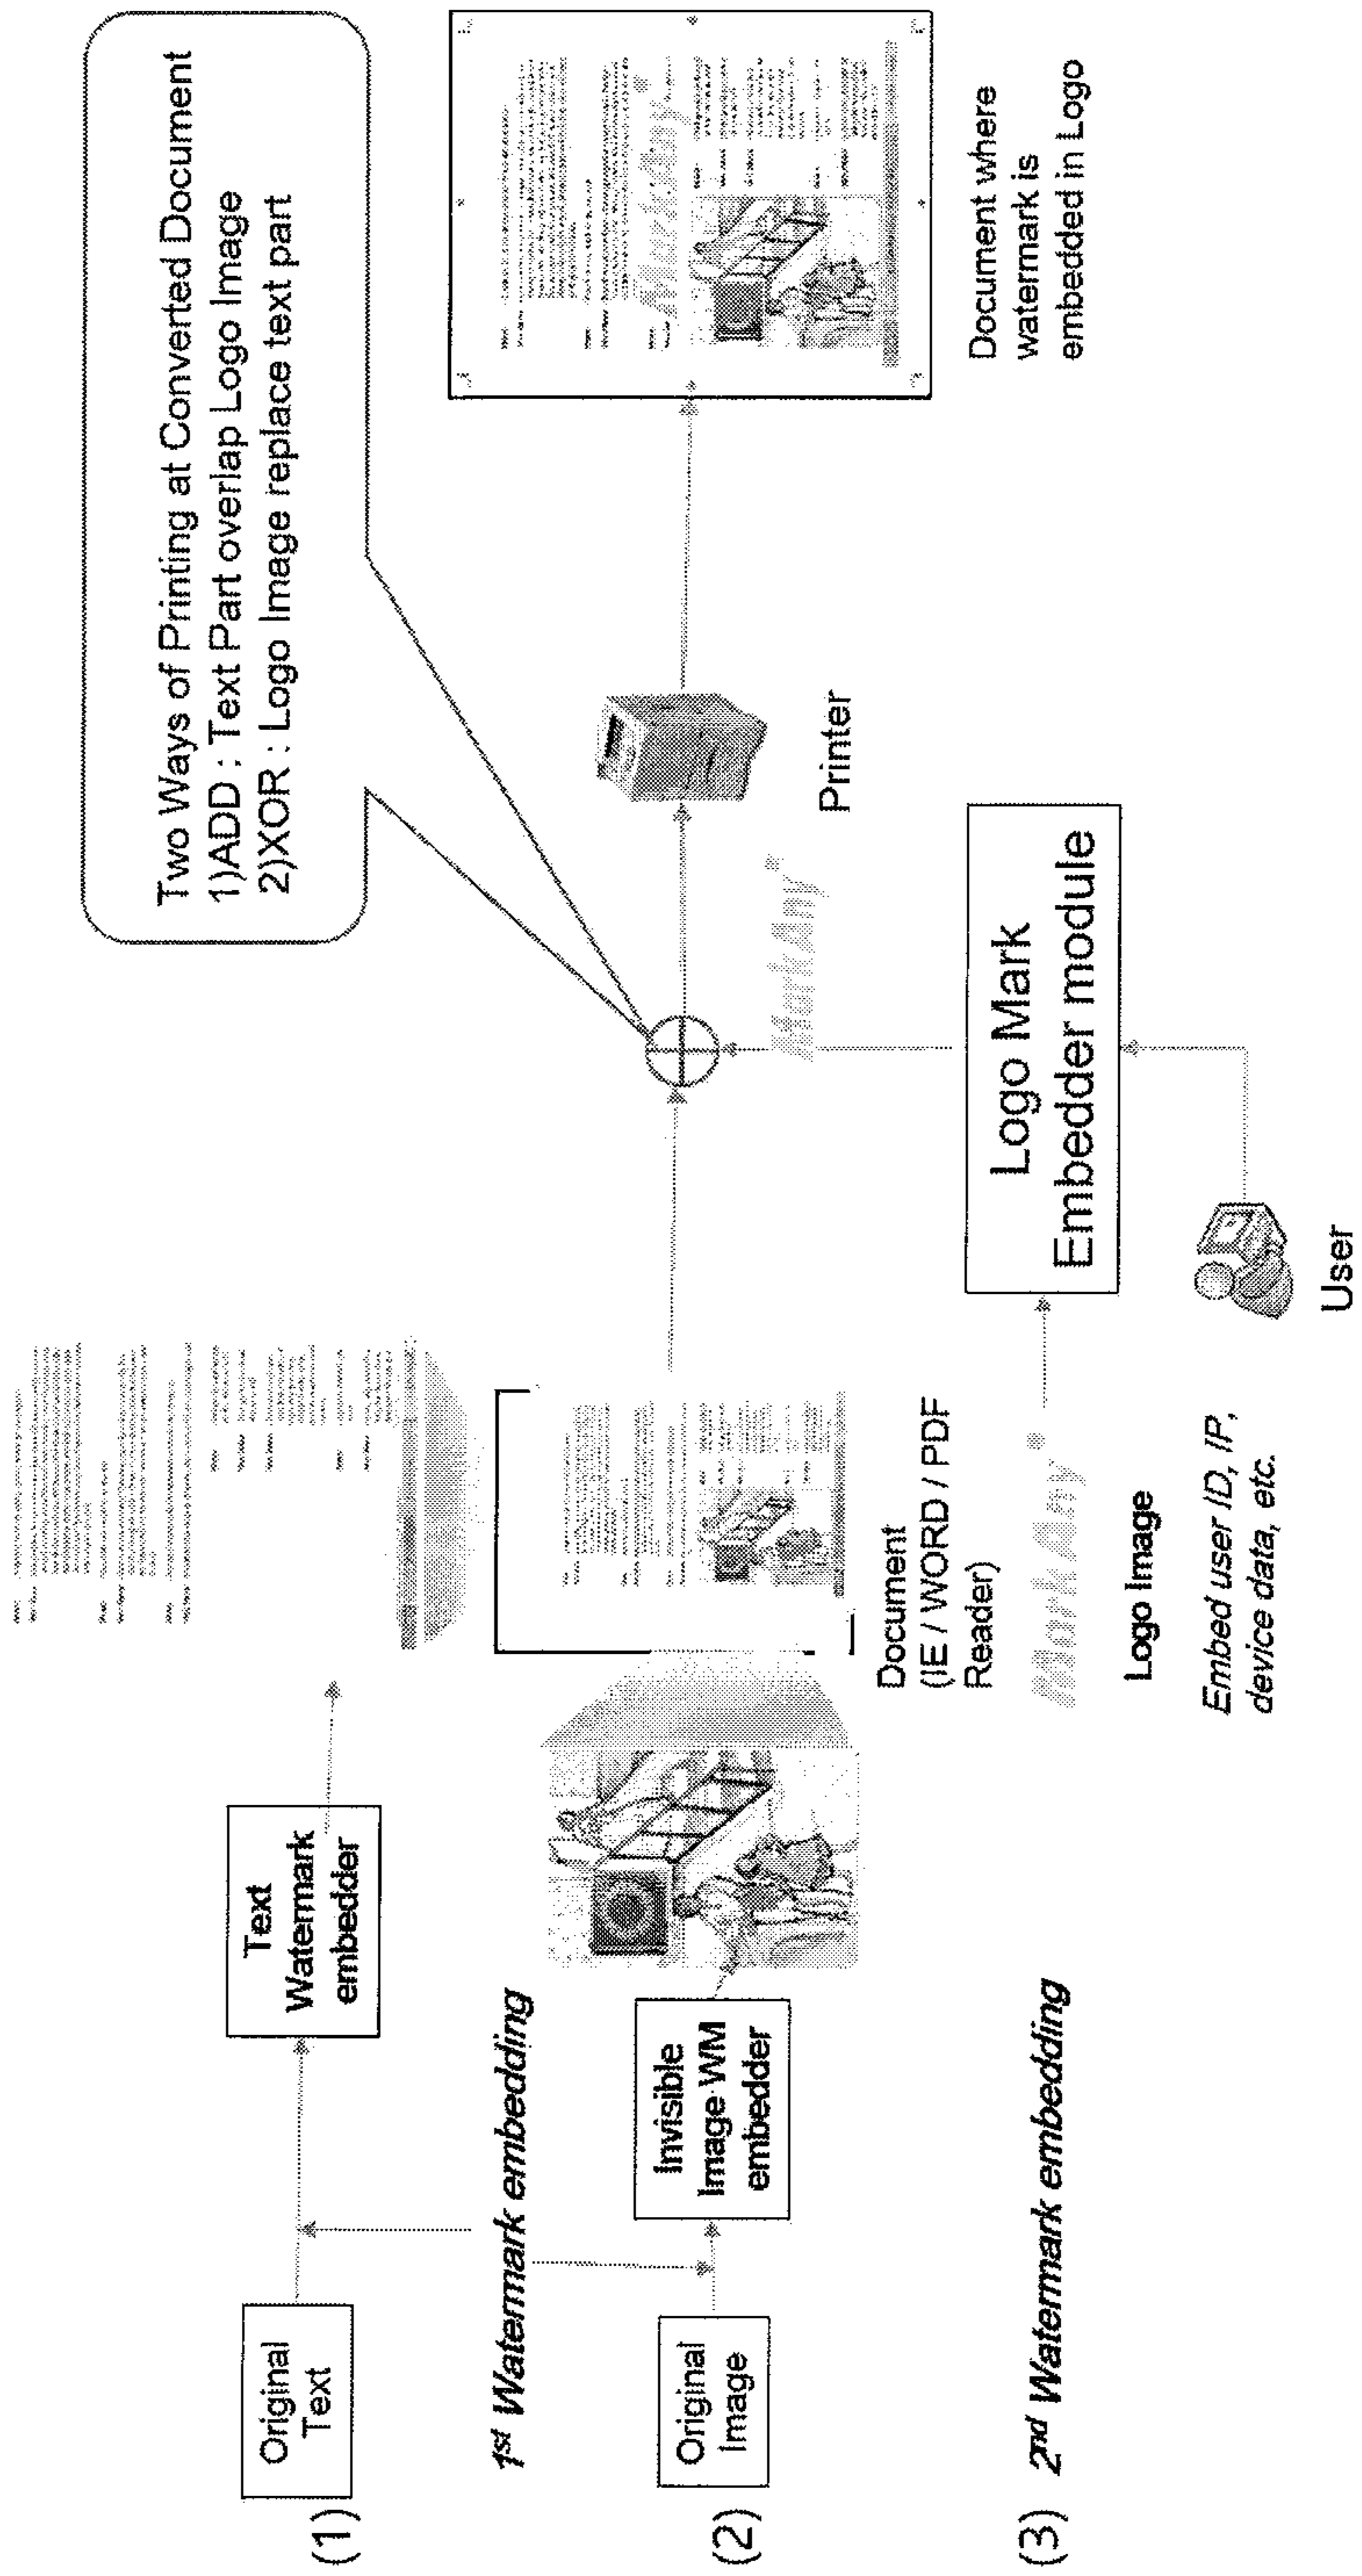 Two Ways of Printing at Converted Document
1)ADD : Text Part overlap Logo Image
2)XOR : Logo Image replace text part
(1)
Original
Text
Text
Watermark
embedder
1st Watermark embedding
(2)
Original
Image
Invisible
Image WM
embedder
Document
(IE / WORD / PDF
Reader)
Printer
MarkAny
Document where
watermark is
embedded in Logo
MarkAny
(3)
2nd Watermark embedding
MarkAny
Logo Image
Embed user ID, IP,
device data, etc.
Logo Mark
Embedder module
User